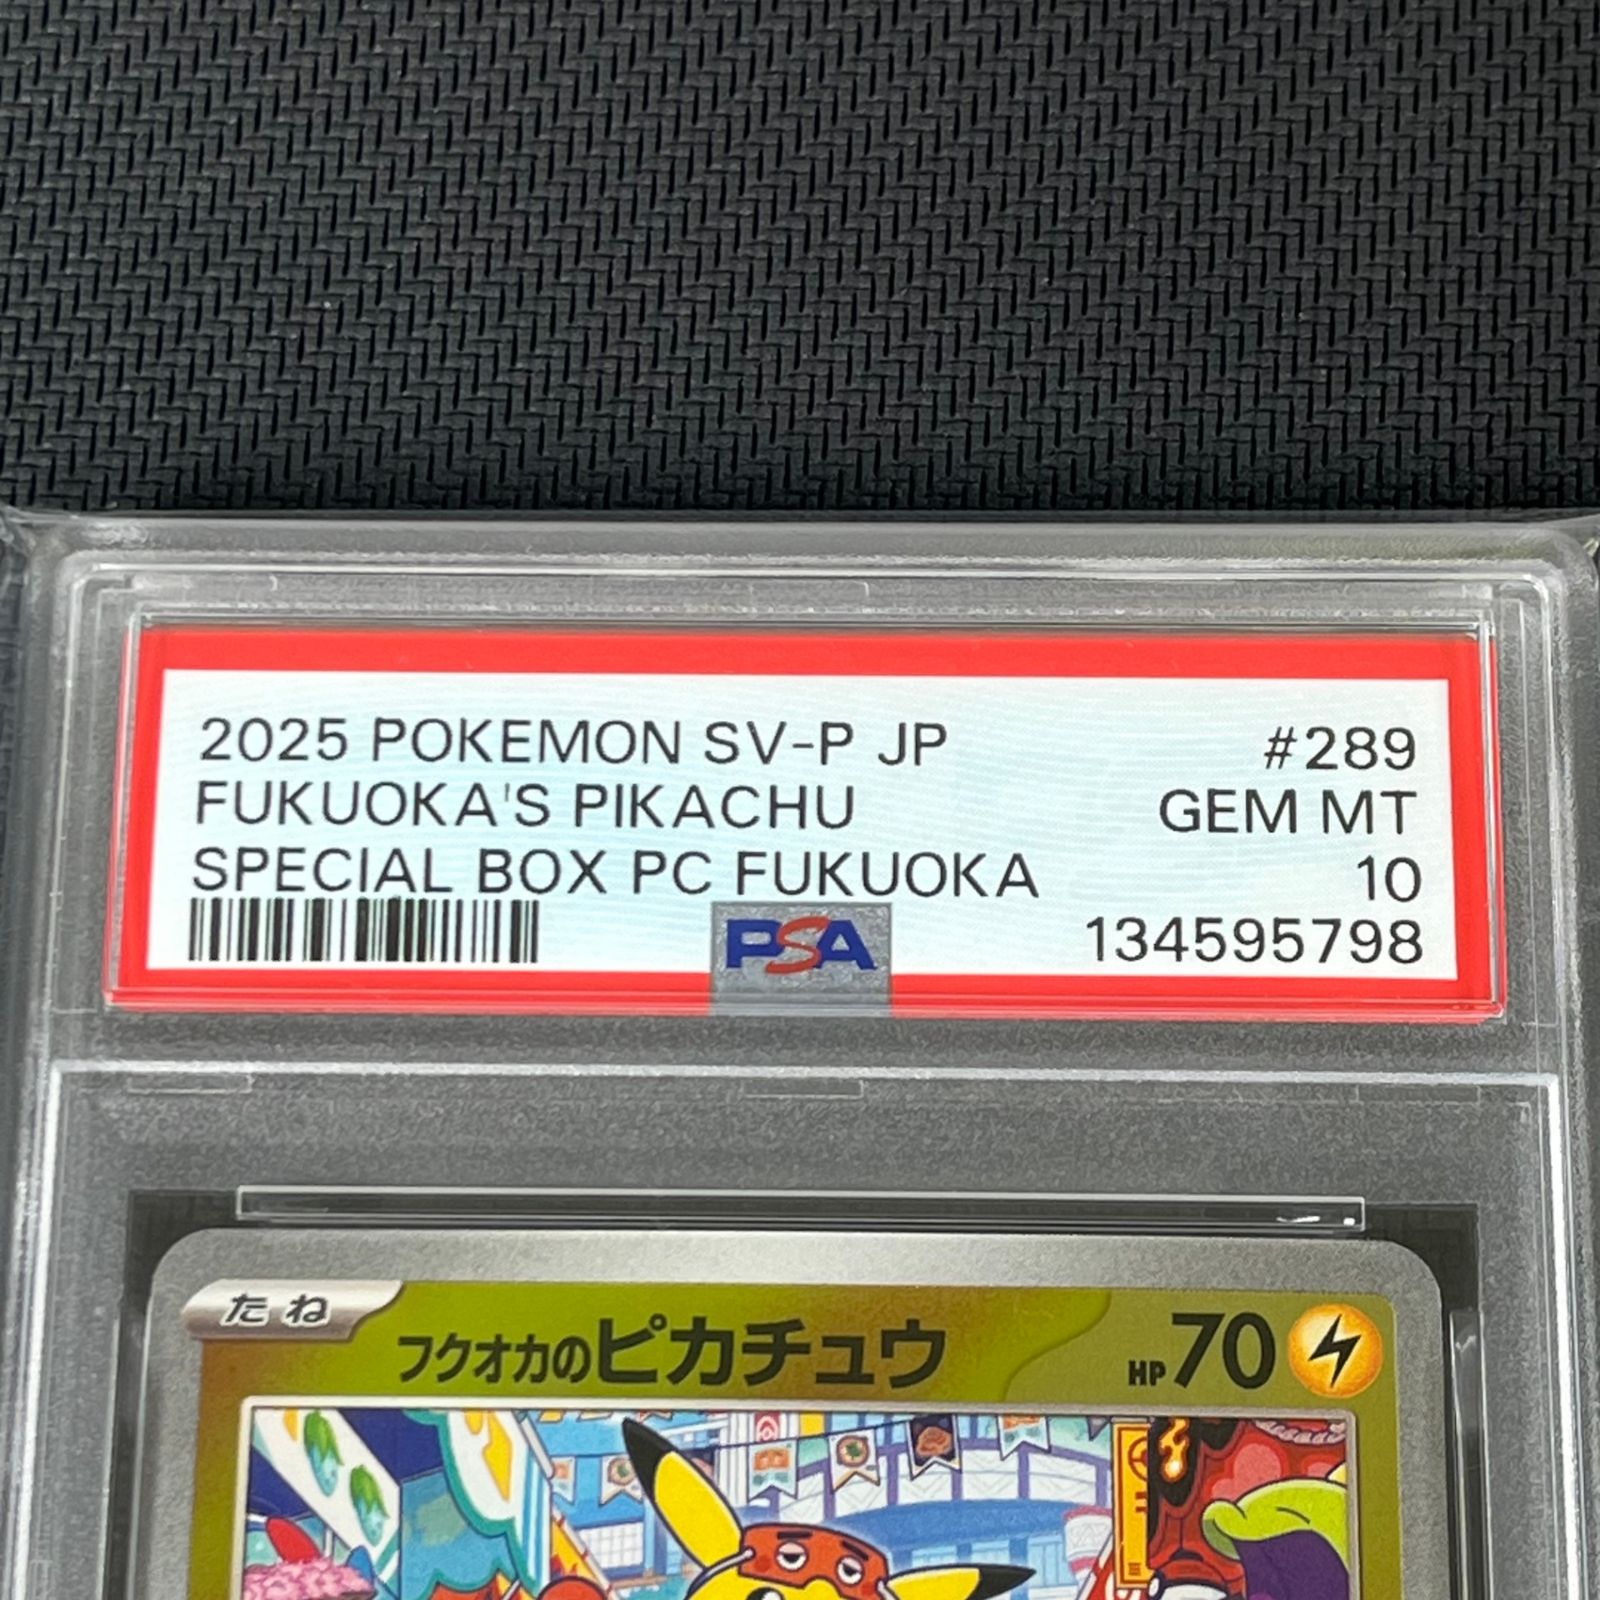 2025 POKEMON SV-P JP #289
FUKUOKA'S PIKACHU GEM MT
SPECIAL BOX PC FUKUOKA 10
PSA 134595798
たね フクオカのピカチュウ HP70